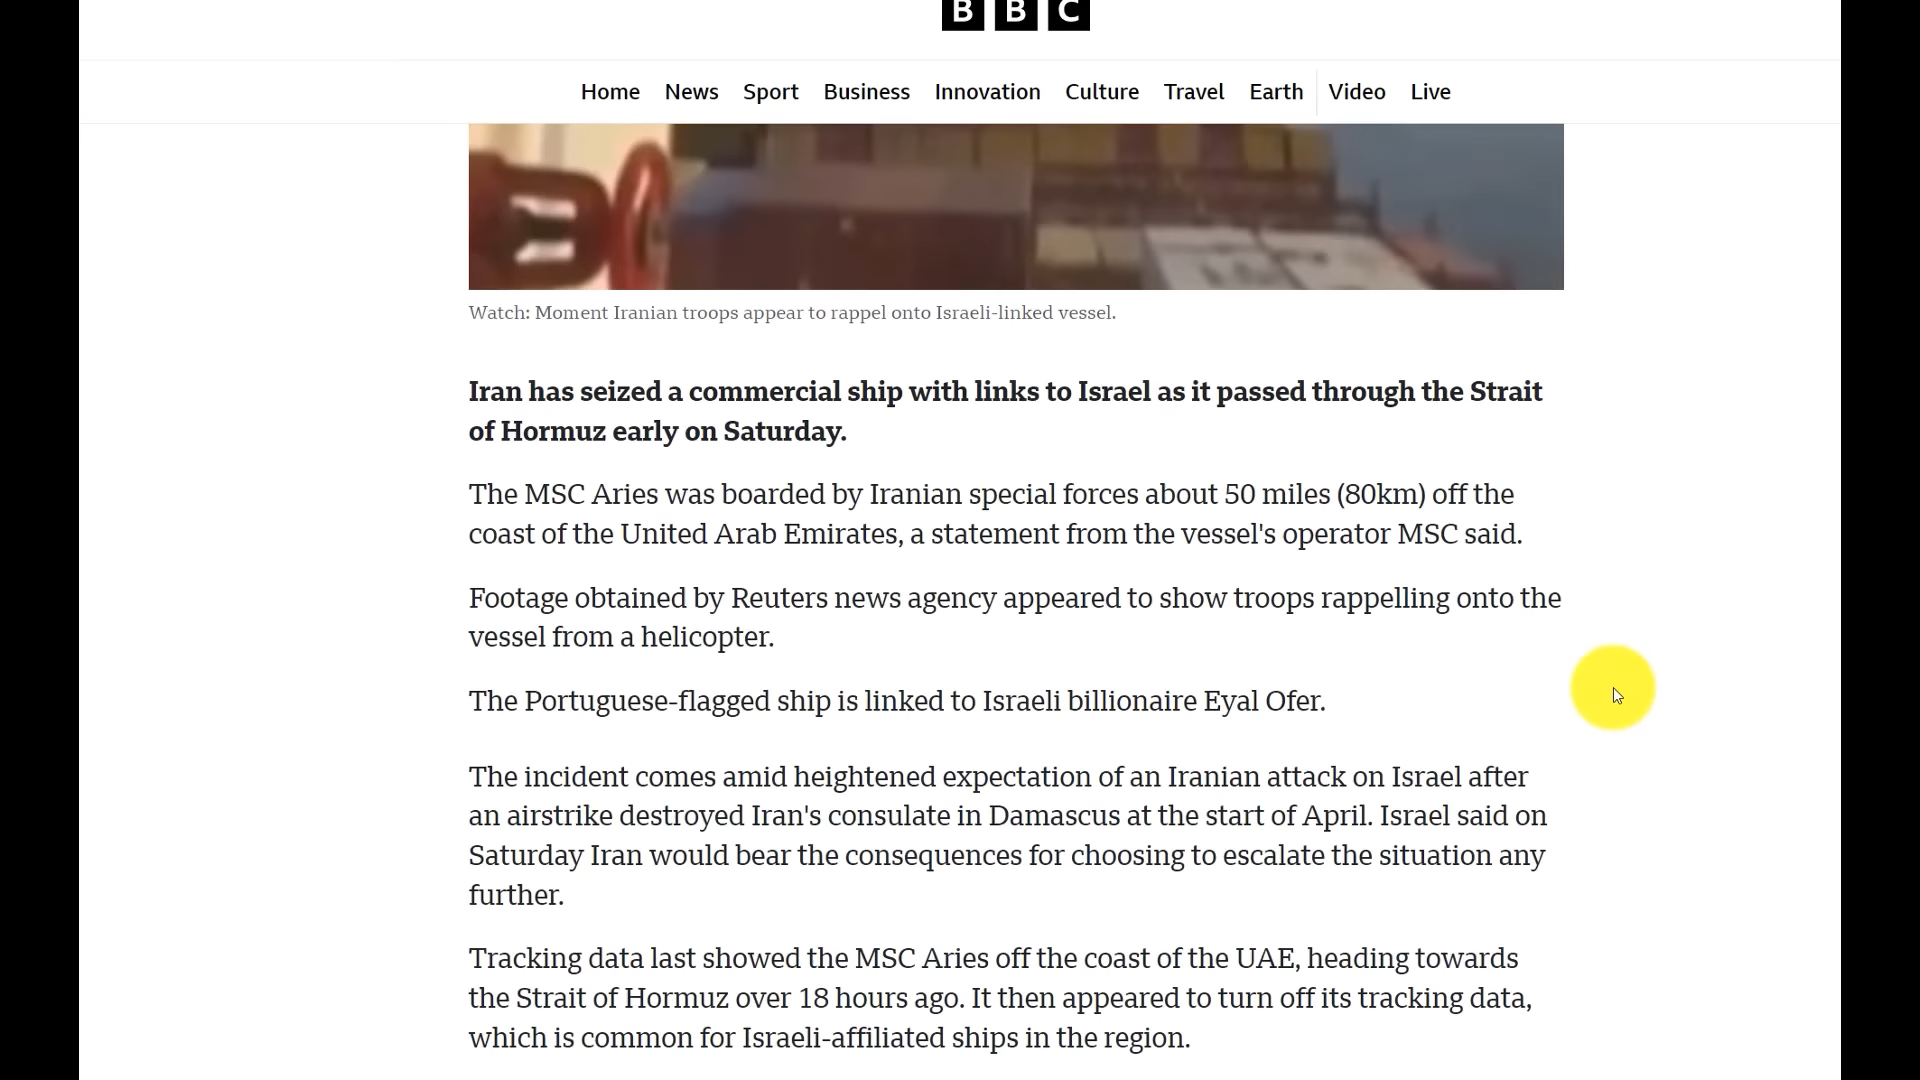 BBC
Home News Sport Business Innovation Culture Travel Earth Video Live
Watch: Moment Iranian troops appear to rappel onto Israeli-linked vessel.
Iran has seized a commercial ship with links to Israel as it passed through the Strait
of Hormuz early on Saturday.
The MSC Aries was boarded by Iranian special forces about 50 miles (80km) off the
coast of the United Arab Emirates, a statement from the vessel's operator MSC said.
Footage obtained by Reuters news agency appeared to show troops rappelling onto the
vessel from a helicopter.
The Portuguese-flagged ship is linked to Israeli billionaire Eyal Ofer.
The incident comes amid heightened expectation of an Iranian attack on Israel after
an airstrike destroyed Iran's consulate in Damascus at the start of April. Israel said on
Saturday Iran would bear the consequences for choosing to escalate the situation any
further.
Tracking data last showed the MSC Aries off the coast of the UAE, heading towards
the Strait of Hormuz over 18 hours ago. It then appeared to turn off its tracking data,
which is common for Israeli-affiliated ships in the region.